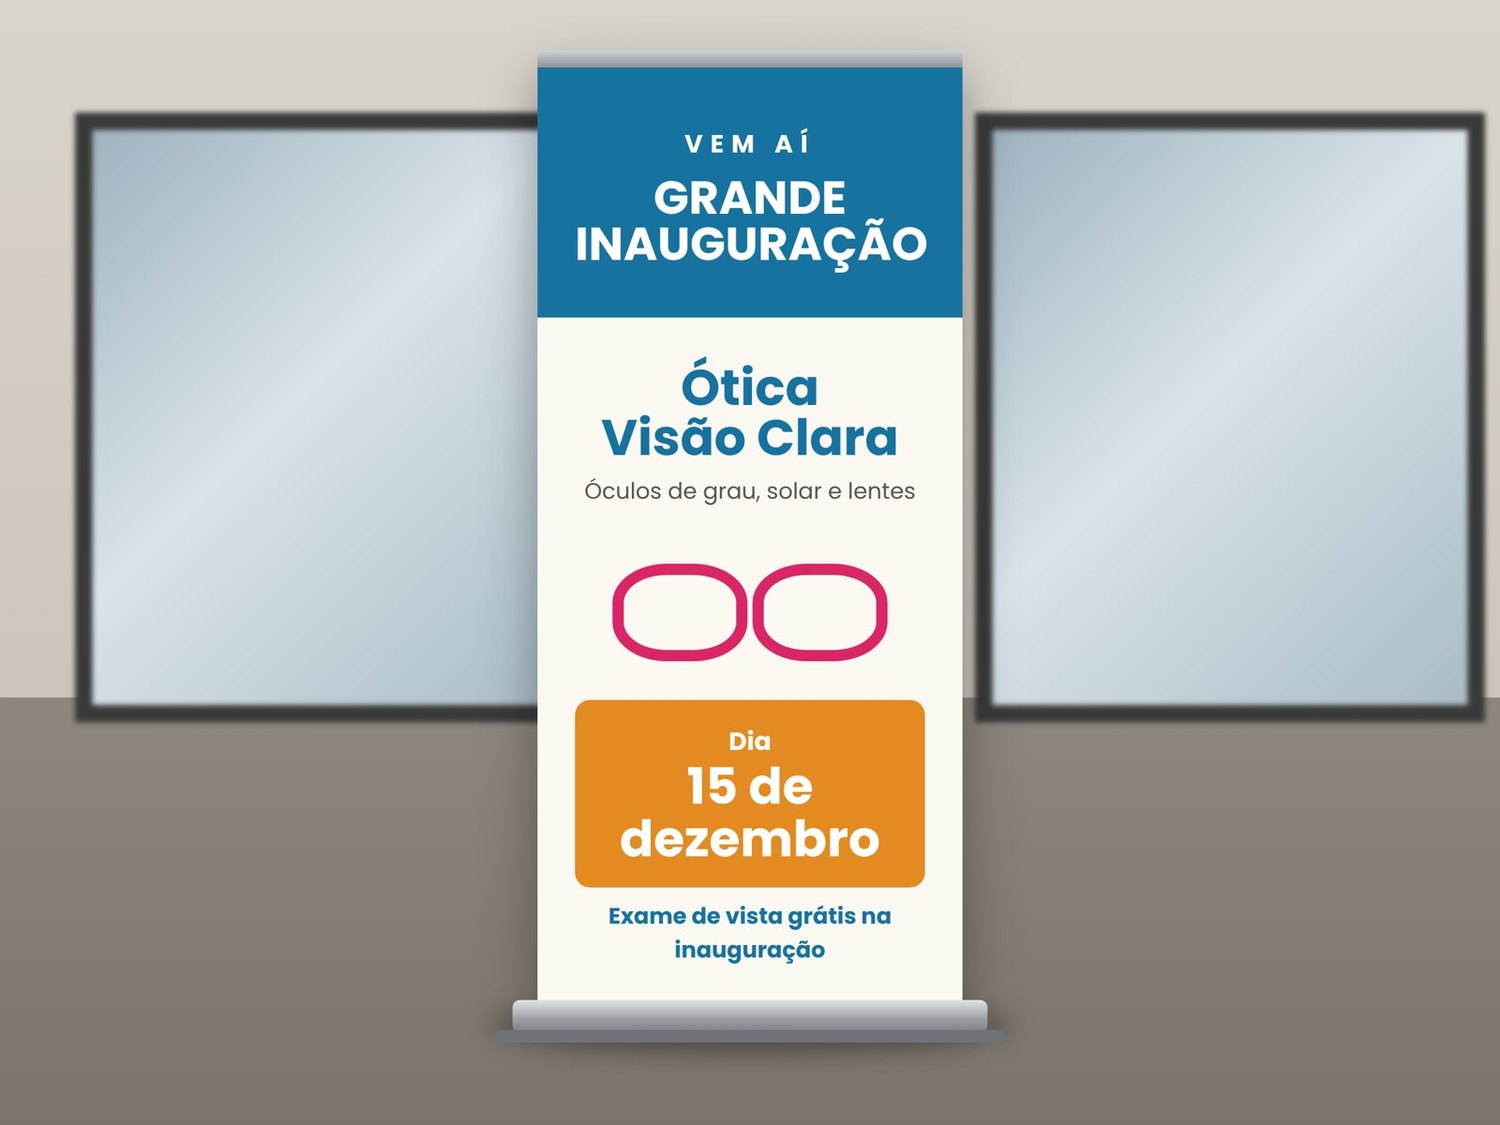 VEM AÍ
GRANDE
INAUGURAÇÃO
Ótica
Visão Clara
Óculos de grau, solar e lentes
Dia
15 de
dezembro
Exame de vista grátis na
inauguração